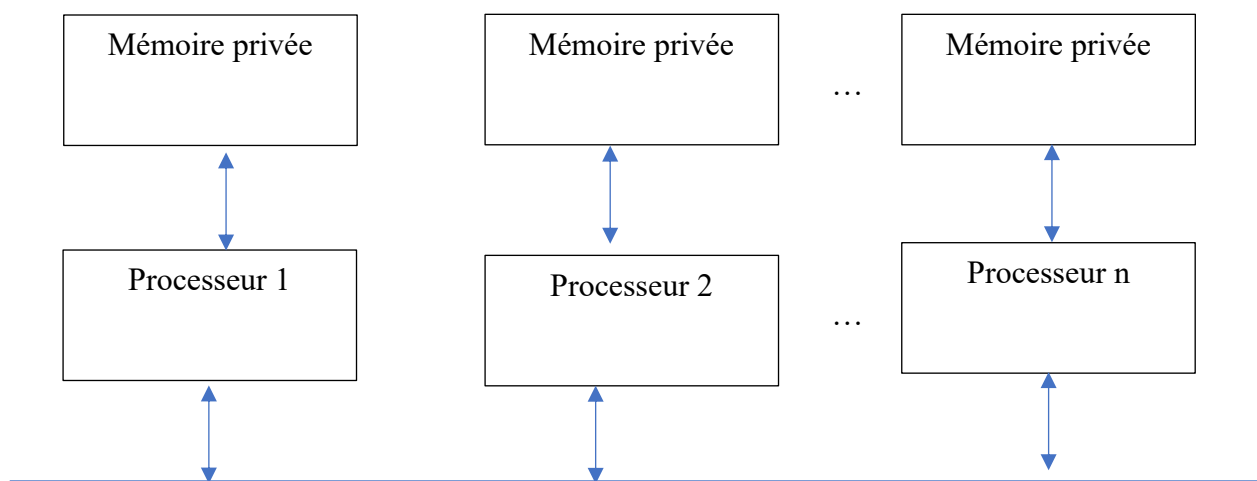 Mémoire privée
Mémoire privée
Mémoire privée
…
Processeur 1
Processeur 2
Processeur n
…